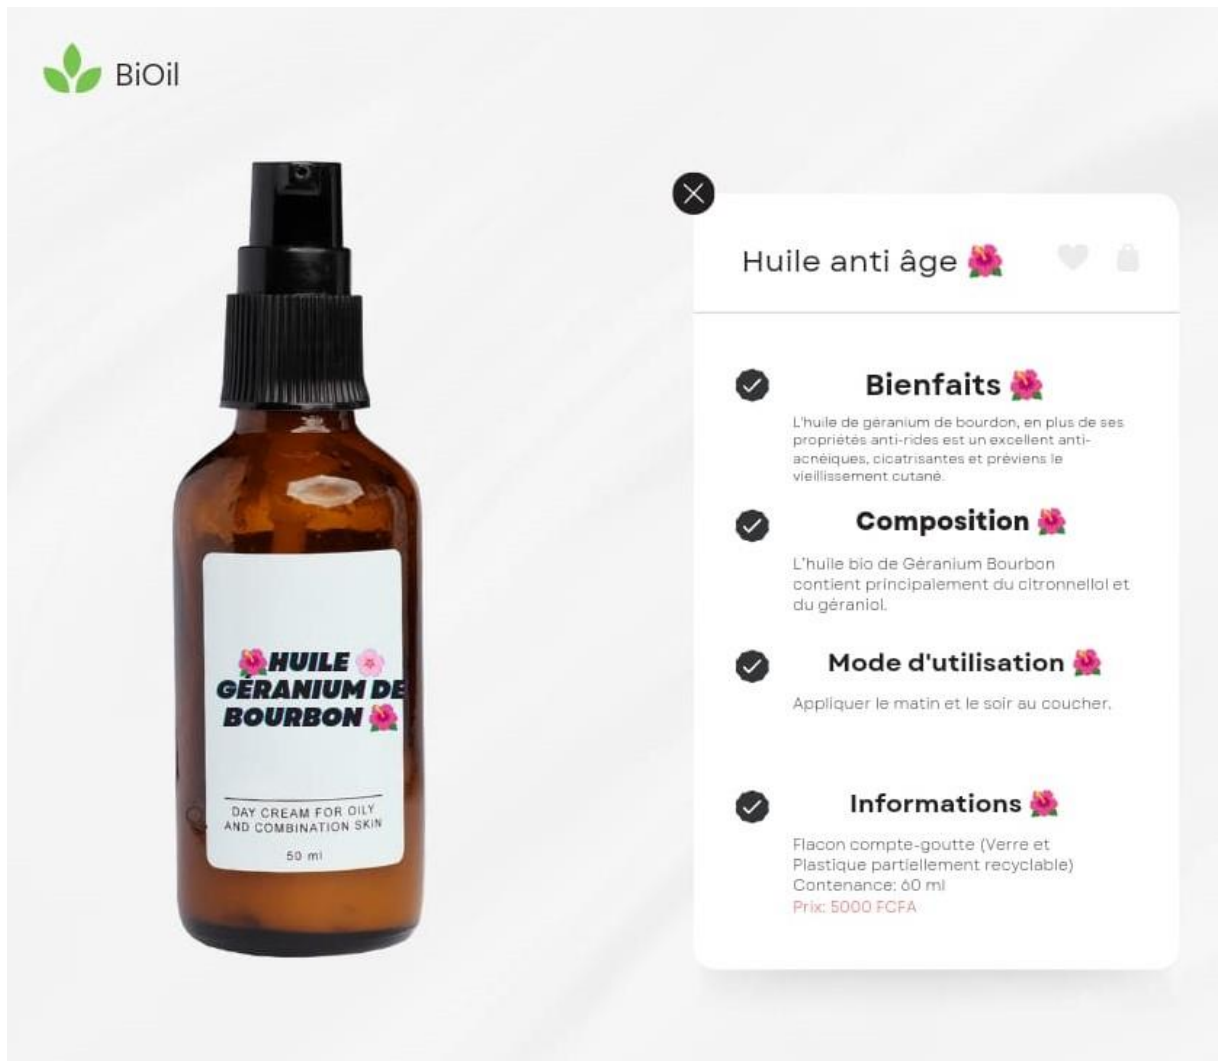 BiOil
HUILE
GÉRANIUM DE
BOURBON
DAY CREAM FOR OILY
AND COMBINATION SKIN
50 ml
Huile anti âge
Bienfaits
L'huile de géranium de bourdon, en plus de ses
propriétés anti-rides est un excellent anti-
acnéiques, cicatrisantes et préviens le
vieillissement cutané.
Composition
L'huile bio de Géranium Bourbon
contient principalement du citronnellol et
du géraniol.
Mode d'utilisation
Appliquer le matin et le soir au coucher.
Informations
Flacon compte-goutte (Verre et
Plastique partiellement recyclable)
Contenance: 60 ml
Prix: 5000 FCFA